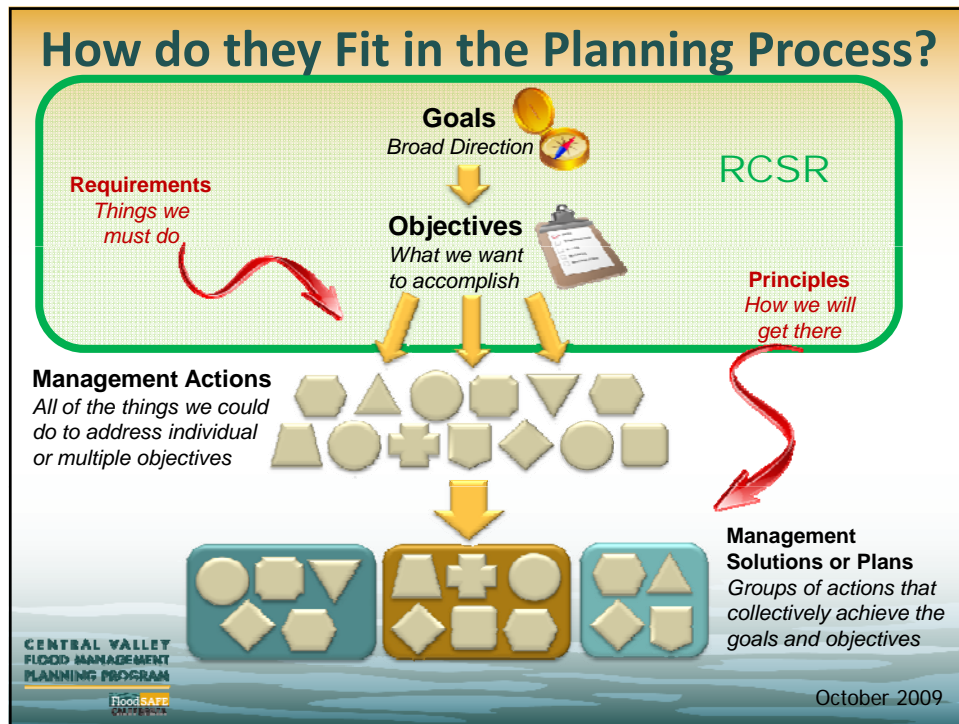 How do they Fit in the Planning Process?
Goals
Broad Direction
RCSR
Requirements
Things we
must do
Objectives
What we want
to accomplish
Principles
How we will
get there
Management Actions
All of the things we could
do to address individual
or multiple objectives
Management
Solutions or Plans
Groups of actions that
collectively achieve the
goals and objectives
CENTRAL VALLEY
FLOOD MANAGEMENT
PLANNING PROGRAM
FloodSAFE
October 2009